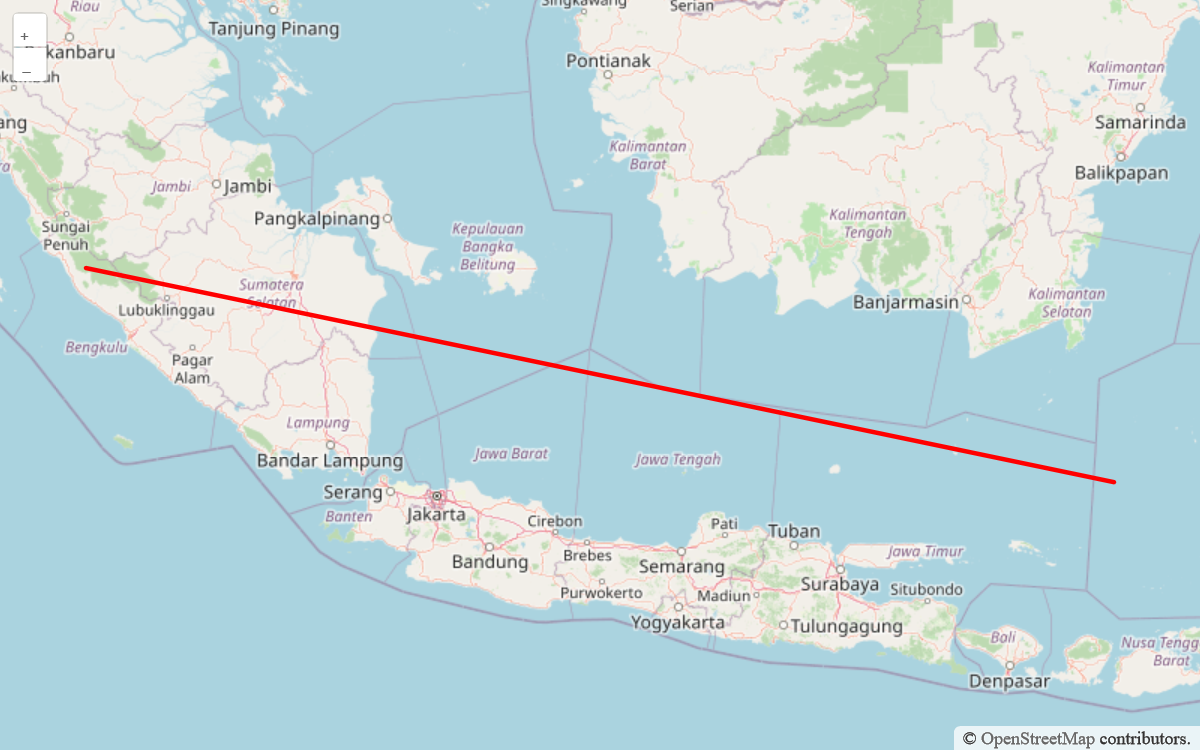 Riau
Singkawang
Serian
Tanjung Pinang
+
kanbaru
Pontianak
Kalimantan
Timur
–
Samarinda
ang
Kalimantan
Barat
Balikpapan
Jambi
Jambi
Sungai
Penuh
Pangkalpinang
Kepulauan
Bangka
Belitung
Kalimantan
Tengah
Sumatera
Selatan
Lubuklinggau
Banjarmasin
Kalimantan
Selatan
Bengkulu
Pagar
Alam
Lampung
Bandar Lampung
Jawa Barat
Jawa Tengah
Serang
Jakarta
Banten
Cirebon
Pati
Tuban
Bandung
Brebes
Semarang
Jawa Timur
Purwokerto
Madiun
Surabaya
Situbondo
Yogyakarta
Tulungagung
Bali
Nusa Tengg
Barat
Denpasar
© OpenStreetMap contributors.